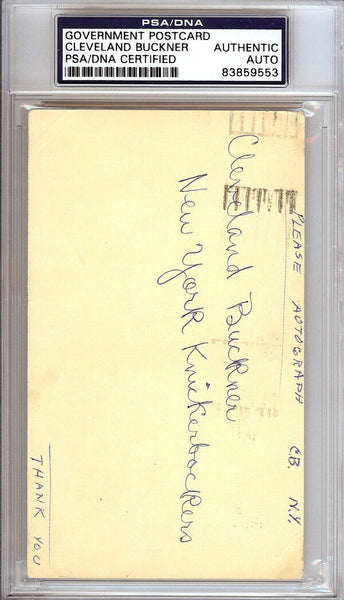 PSA/DNA
GOVERNMENT POSTCARD
CLEVELAND BUCKNER
PSA/DNA CERTIFIED
AUTHENTIC
AUTO
83859553
PLEASE AUTOGRAPH C.B. N.Y.
Cleveland Buckner
New York Knickerbockers
THANK YOU